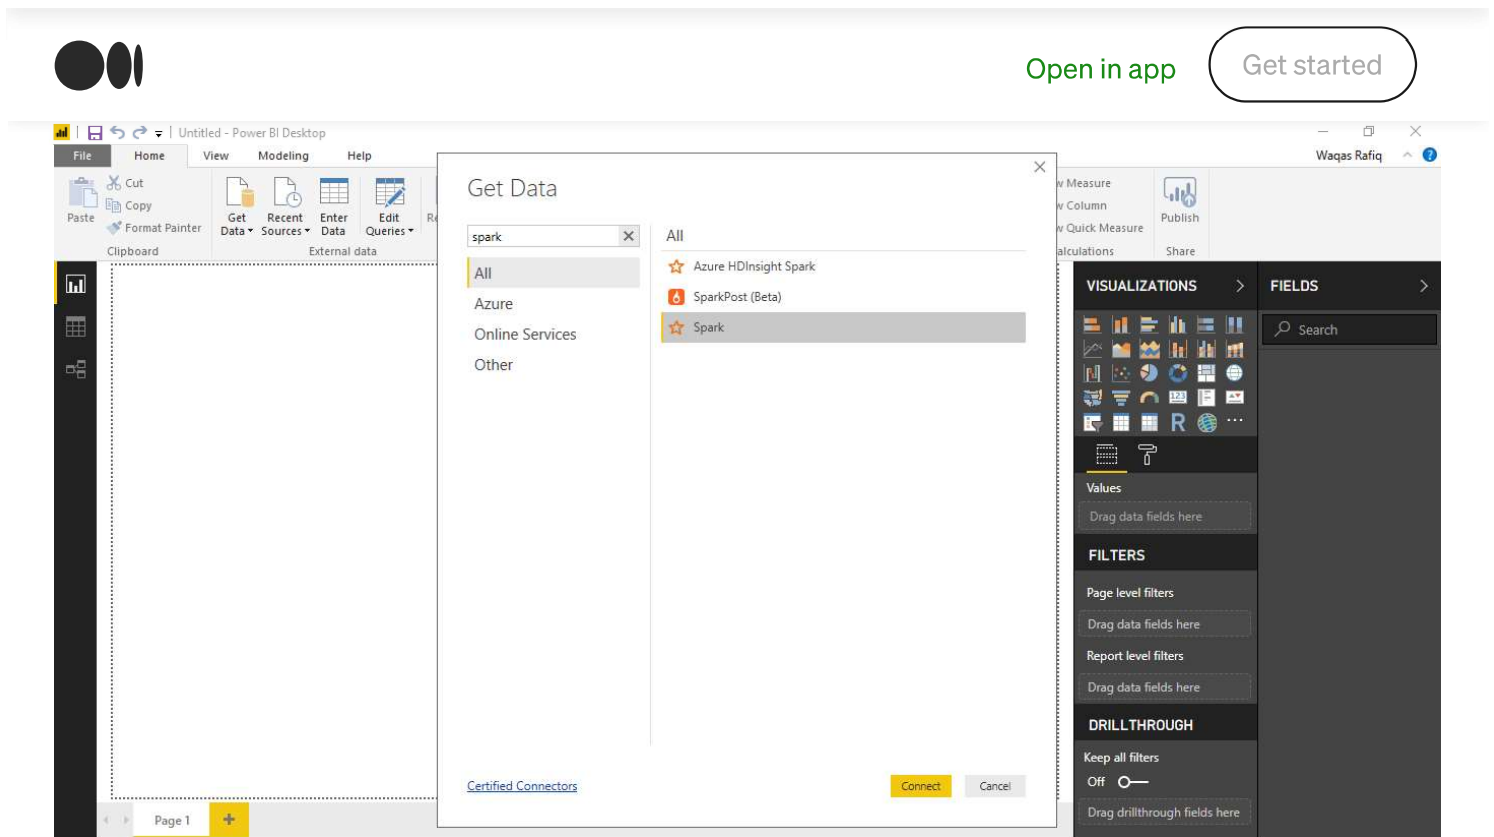 Open in app
Get started
Untitled - Power BI Desktop
File
Home
View
Modeling
Help
Waqas Rafiq
Paste
Cut
Copy
Format Painter
Clipboard
Get
Data
Recent
Sources
Enter
Data
Edit
Queries
External data
Get Data
spark
All
Azure
Online Services
Other
All
Azure HDInsight Spark
SparkPost (Beta)
Spark
Certified Connectors
Connect
Cancel
Measure
Column
Quick Measure
Publish
Share
VISUALIZATIONS
FIELDS
Search
123
R
Values
Drag data fields here
FILTERS
Page level filters
Drag data fields here
Report level filters
Drag data fields here
DRILLTHROUGH
Keep all filters
Off
Drag drillthrough fields here
Page 1